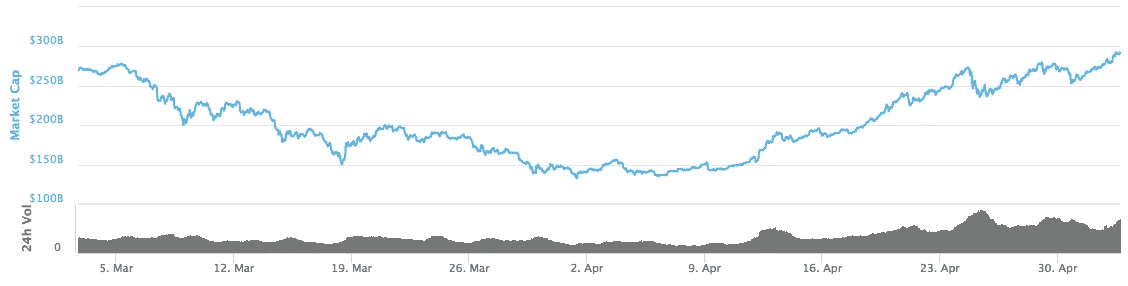 Market Cap
$300B
$250B
$200B
$150B
$100B
24h Vol
0
5. Mar 12. Mar 19. Mar 26. Mar 2. Apr 9. Apr 16. Apr 23. Apr 30. Apr